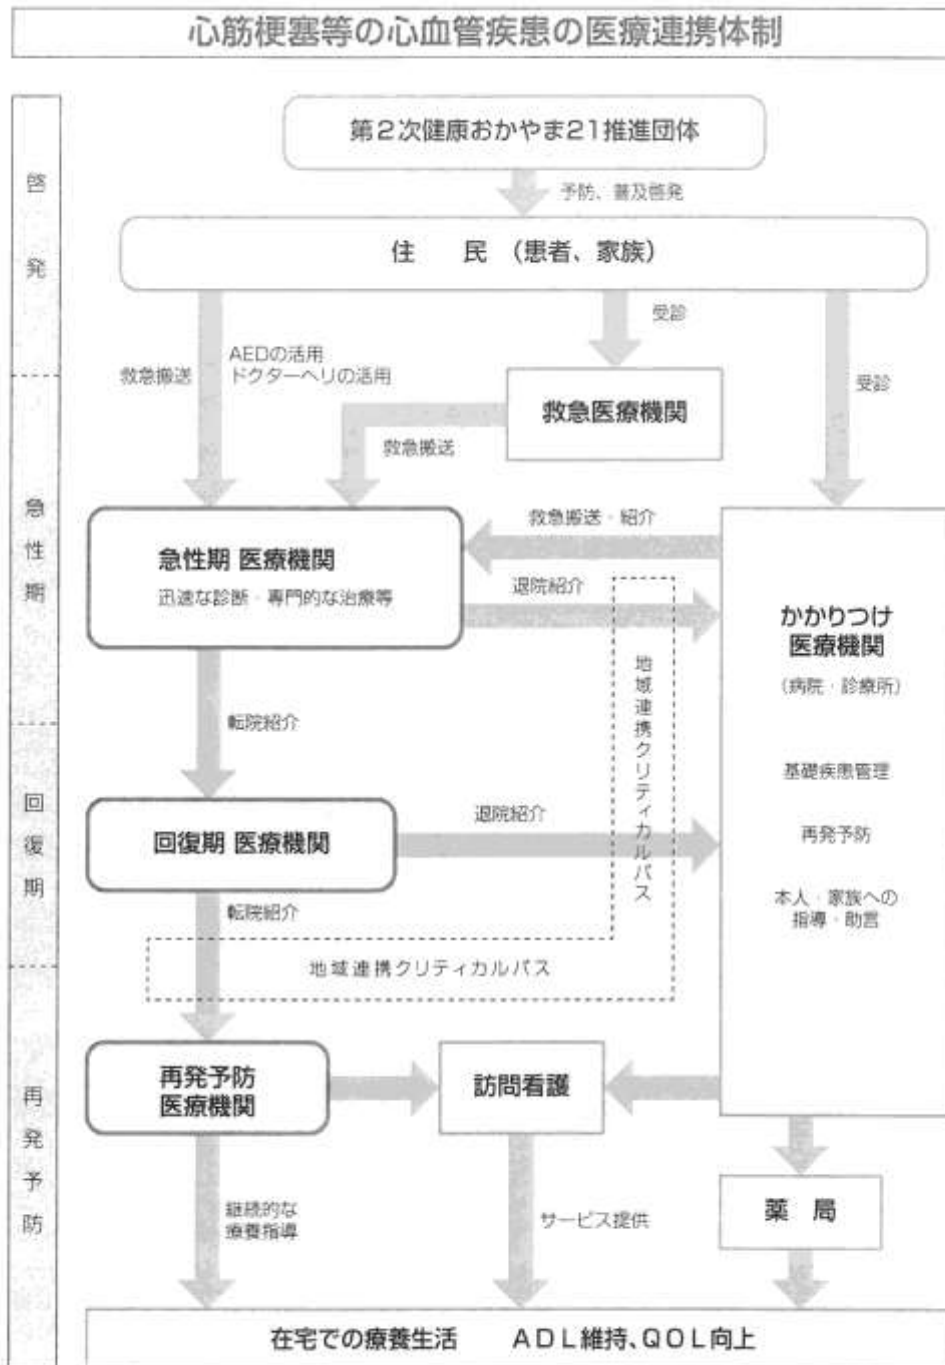 心筋梗塞等の心血管疾患の医療連携体制
啓発
第2次健康おかやま21推進団体
予防、普及啓発
住　民　(患者、家族)
救急搬送
AEDの活用
ドクターヘリの活用
受診
受診
救急医療機関
救急搬送
急性期
急性期 医療機関
迅速な診断・専門的な治療等
救急搬送・紹介
退院紹介
かかりつけ
医療機関
(病院・診療所)
基礎疾患管理
再発予防
本人・家族への
指導・助言
地域連携クリティカルパス
転院紹介
回復期
回復期 医療機関
退院紹介
転院紹介
地域連携クリティカルパス
再発予防
再発予防
医療機関
訪問看護
薬　局
継続的な
療養指導
サービス提供
在宅での療養生活　ADL維持、QOL向上